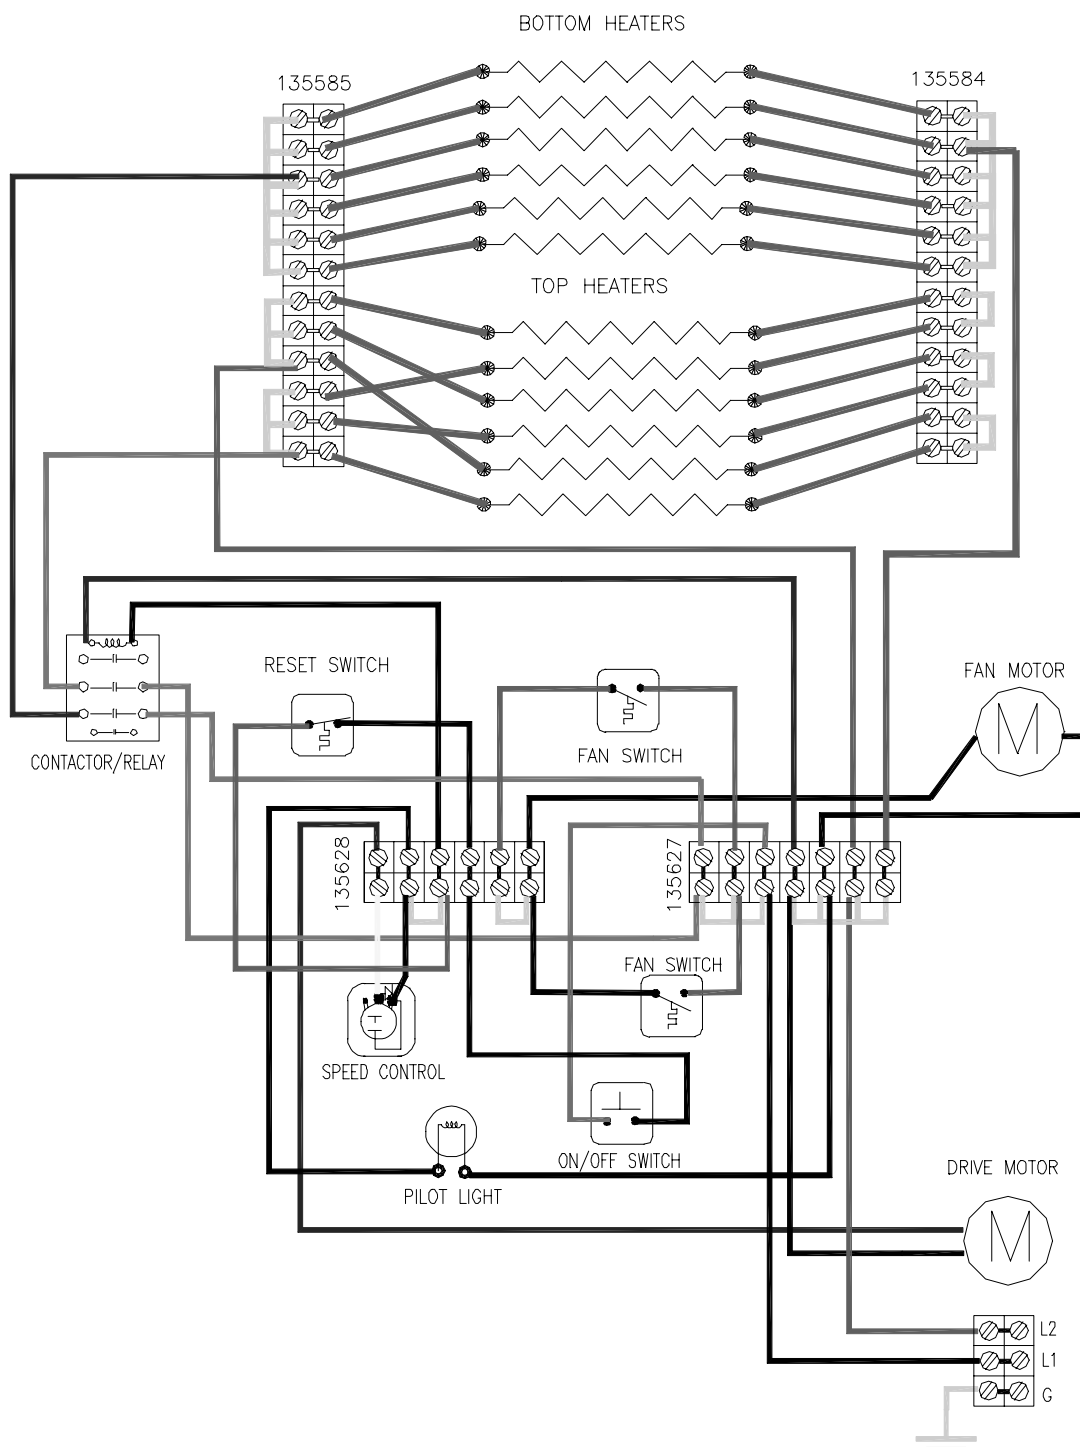 BOTTOM HEATERS
135585
135584
TOP HEATERS
RESET SWITCH
FAN MOTOR
M
FAN SWITCH
CONTACTOR/RELAY
135628
135627
FAN SWITCH
SPEED CONTROL
ON/OFF SWITCH
DRIVE MOTOR
PILOT LIGHT
M
L2
L1
G